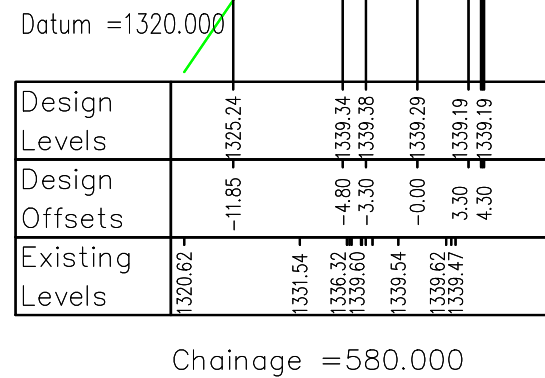 Datum =1320.000
Design Levels 1325.24 1339.34 1339.38 1339.29 1339.19 1339.19
Design Offsets -11.85 -4.80 -3.30 -0.00 3.30 4.30
Existing Levels 1320.62 1331.54 1336.32 1339.60 1339.54 1339.62 1339.47
Chainage =580.000